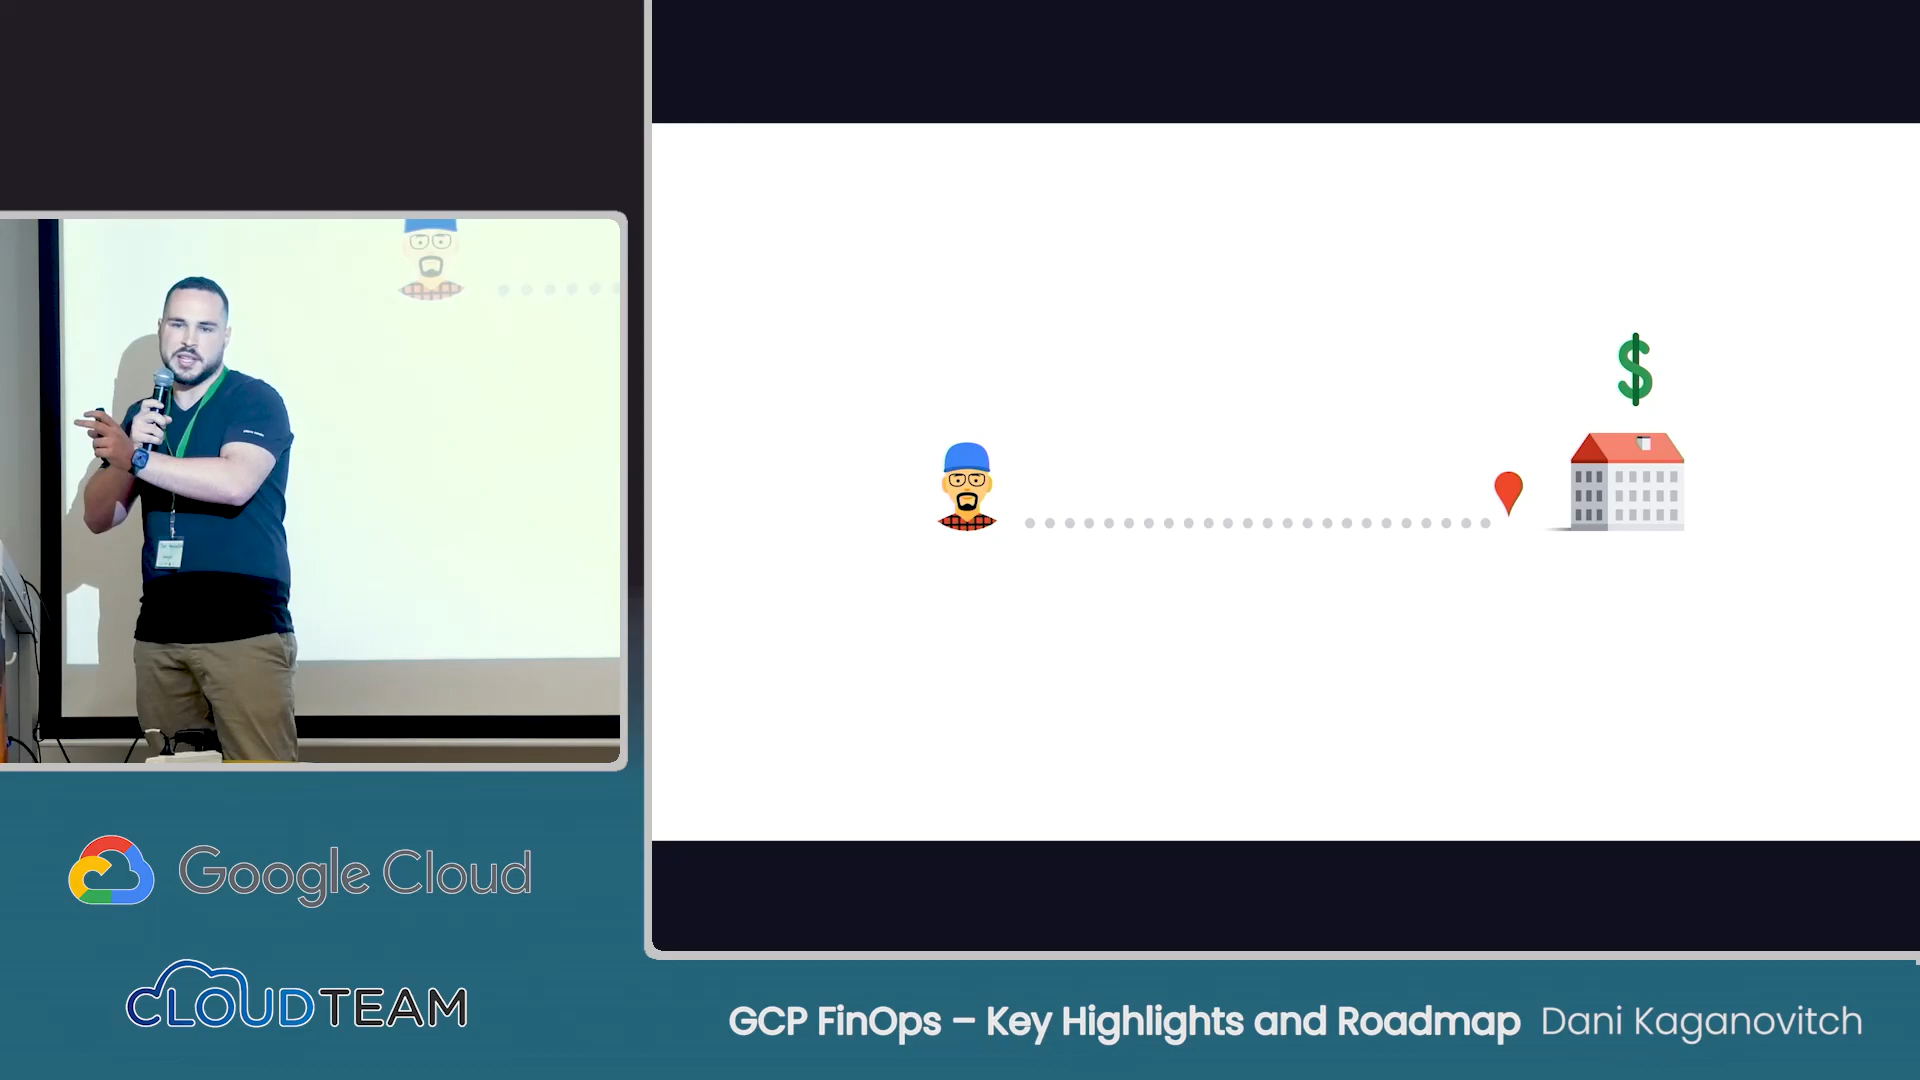 $
Google Cloud
CLOUDTEAM
GCP FinOps – Key Highlights and Roadmap Dani Kaganovitch